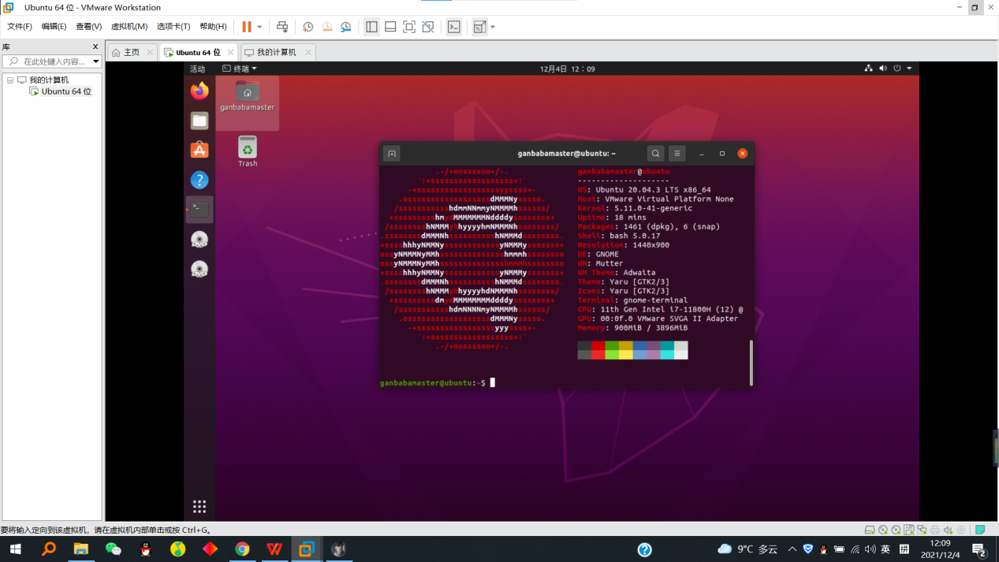 Ubuntu 64 位 - VMware Workstation
文件(F) 编辑(E) 查看(V) 虚拟机(M) 选项卡(T) 帮助(H)
库
在此处键入内容...
主页
Ubuntu 64 位
我的计算机
我的计算机
Ubuntu 64 位
活动
终端
12月4日 12：09
ganbabamaster
Trash
ganbabamaster@ubuntu: ~
ganbabamaster@ubuntu
--------------------
OS: Ubuntu 20.04.3 LTS x86_64
Host: VMware Virtual Platform None
Kernel: 5.11.0-41-generic
Uptime: 18 mins
Packages: 1461 (dpkg), 6 (snap)
Shell: bash 5.0.17
Resolution: 1440x900
DE: GNOME
WM: Mutter
WM Theme: Adwaita
Theme: Yaru [GTK2/3]
Icons: Yaru [GTK2/3]
Terminal: gnome-terminal
CPU: 11th Gen Intel i7-11800H (12) @
GPU: 00:0f.0 VMware SVGA II Adapter
Memory: 900MiB / 3896MiB
ganbabamaster@ubuntu:~$
要将输入定向到该虚拟机，请在虚拟机内部单击或按 Ctrl+G。
9°C 多云
英
拼
12:09
2021/12/4
2